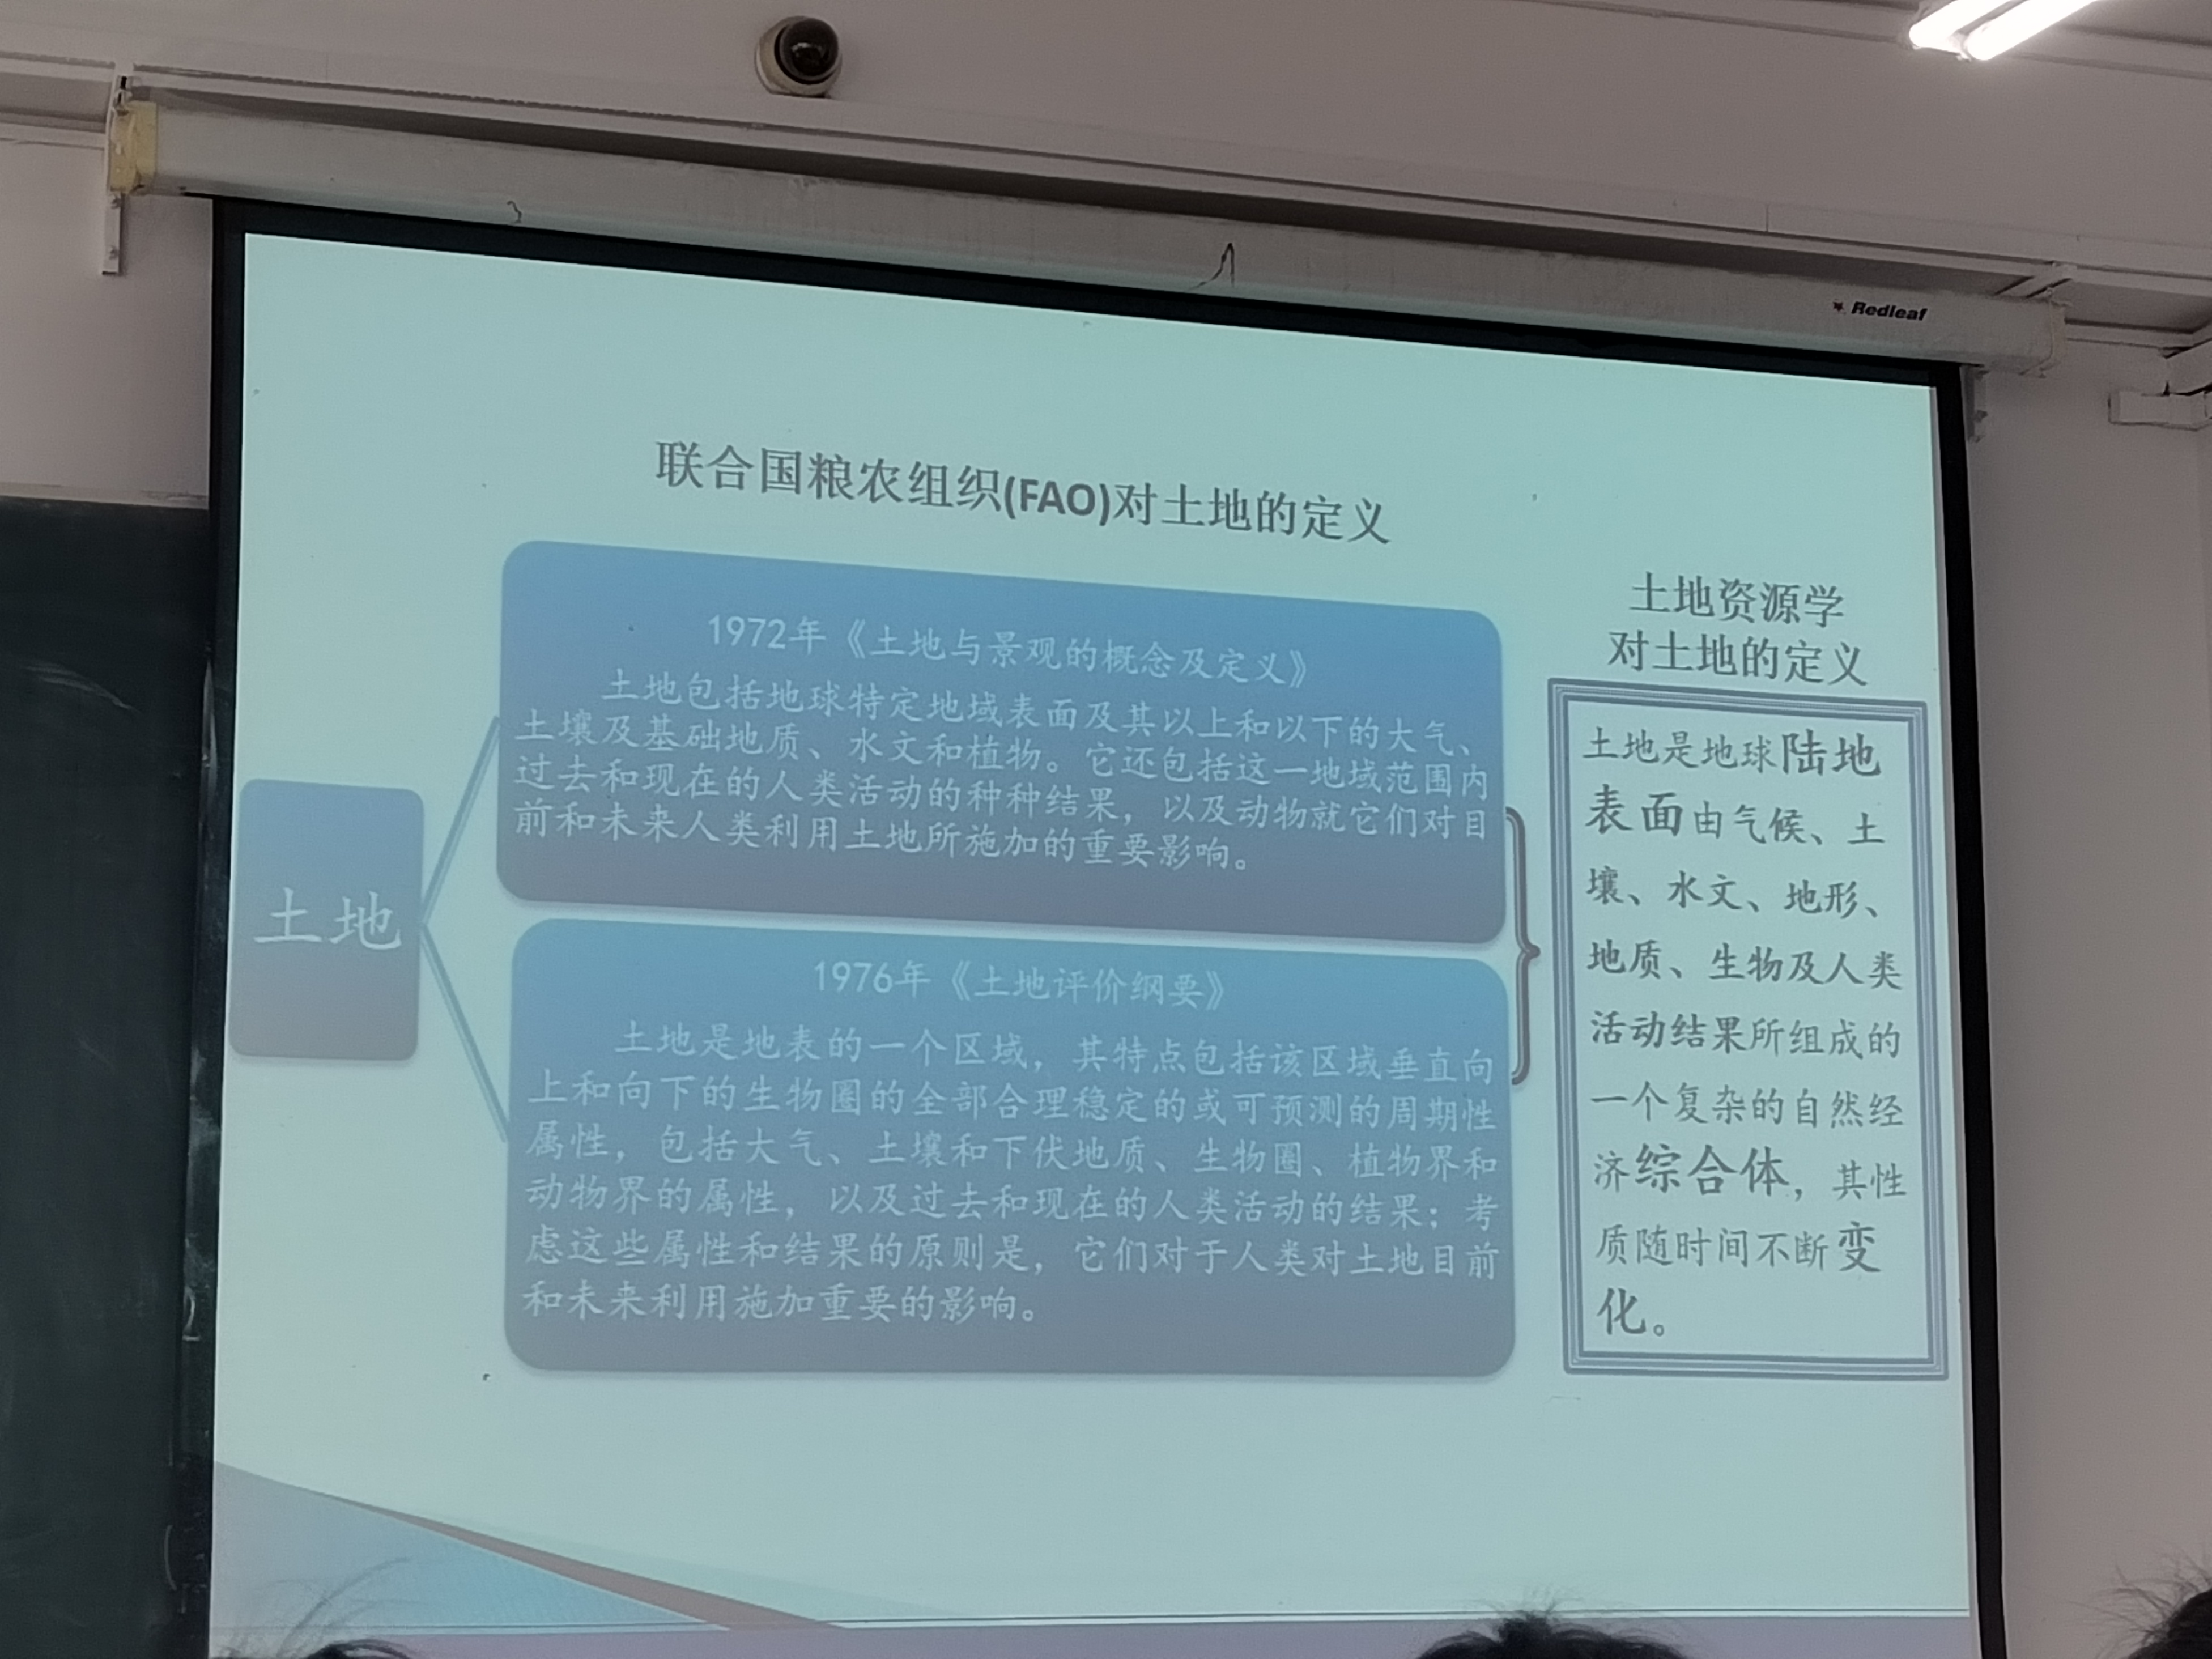 Redleaf
联合国粮农组织(FAO)对土地的定义
土地
1972年《土地与景观的概念及定义》
土地包括地球特定地域表面及其以上和以下的大气、
土壤及基础地质、水文和植物。它还包括这一地域范围内
过去和现在的人类活动的种种结果，以及动物就它们对目
前和未来人类利用土地所施加的重要影响。
1976年《土地评价纲要》
土地是地表的一个区域，其特点包括该区域垂直向
上和向下的生物圈的全部合理稳定的或可预测的周期性
属性，包括大气、土壤和下伏地质、生物圈、植物界和
动物界的属性，以及过去和现在的人类活动的结果；考
虑这些属性和结果的原则是，它们对于人类对土地目前
和未来利用施加重要的影响。
土地资源学
对土地的定义
土地是地球陆地
表面由气候、土
壤、水文、地形、
地质、生物及人类
活动结果所组成的
一个复杂的自然经
济综合体，其性
质随时间不断变
化。